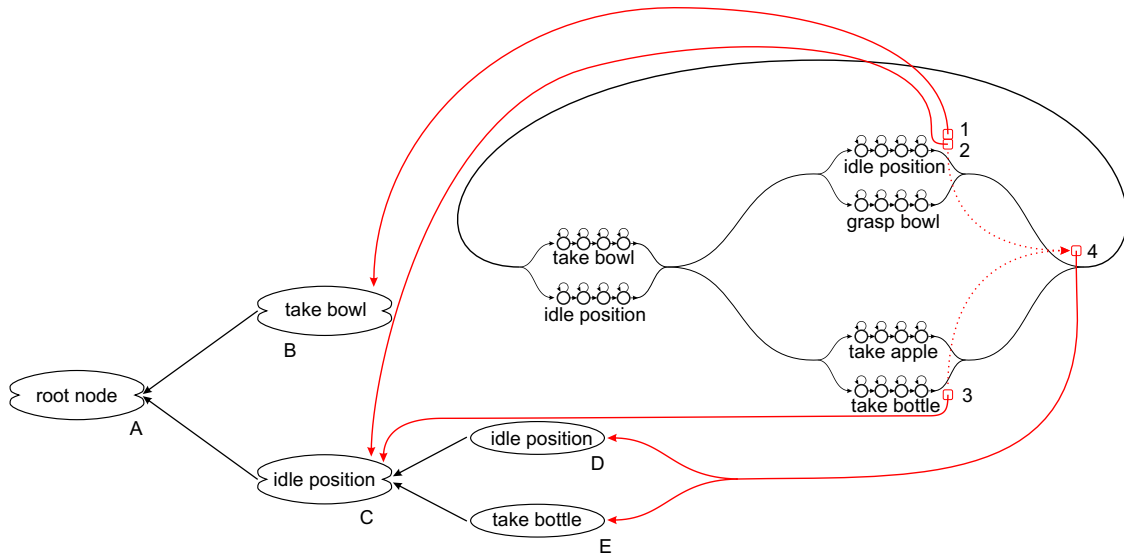 1
2
idle position
grasp bowl
take bowl
4
idle position
take bowl
B
take apple
root node
take bottle
3
A
idle position
D
idle position
C
take bottle
E